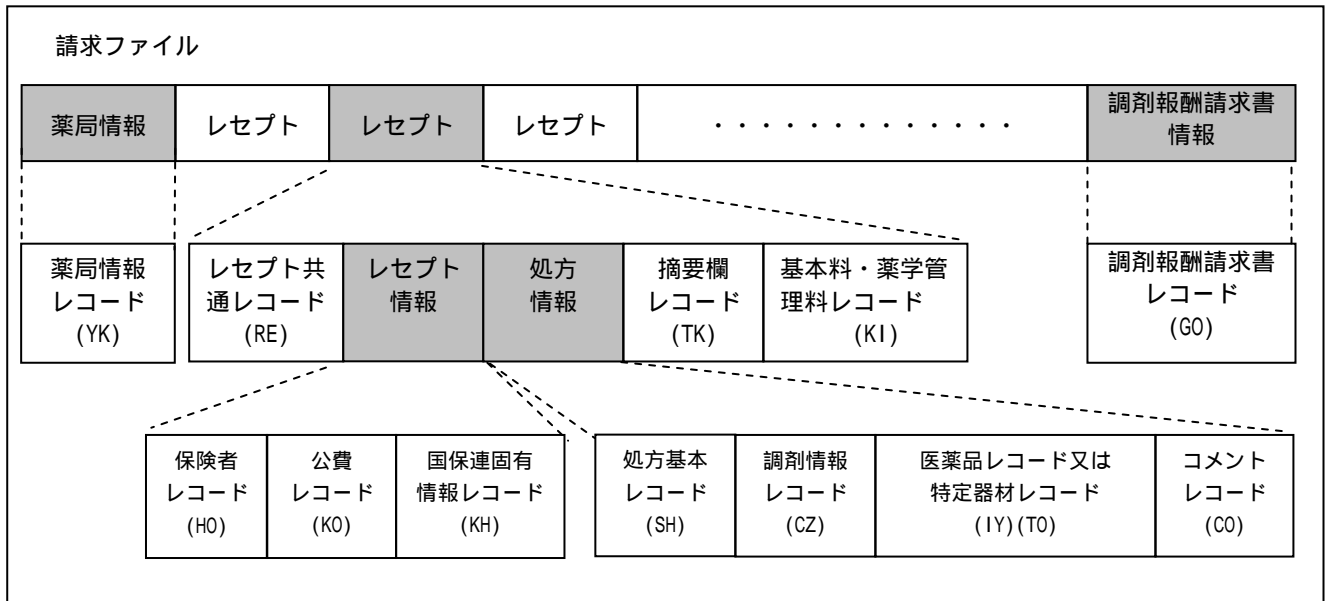 請求ファイル
薬局情報
レセプト
レセプト
レセプト
・・・・・・・・・・・・・
調剤報酬請求書
情報
薬局情報
レコード
(YK)
レセプト共
通レコード
(RE)
レセプト
情報
処方
情報
摘要欄
レコード
(TK)
基本料・薬学管
理料レコード
(KI)
調剤報酬請求書
レコード
(GO)
保険者
レコード
(HO)
公費
レコード
(KO)
国保連固有
情報レコード
(KH)
処方基本
レコード
(SH)
調剤情報
レコード
(CZ)
医薬品レコード又は
特定器材レコード
(IY)(TO)
コメント
レコード
(CO)